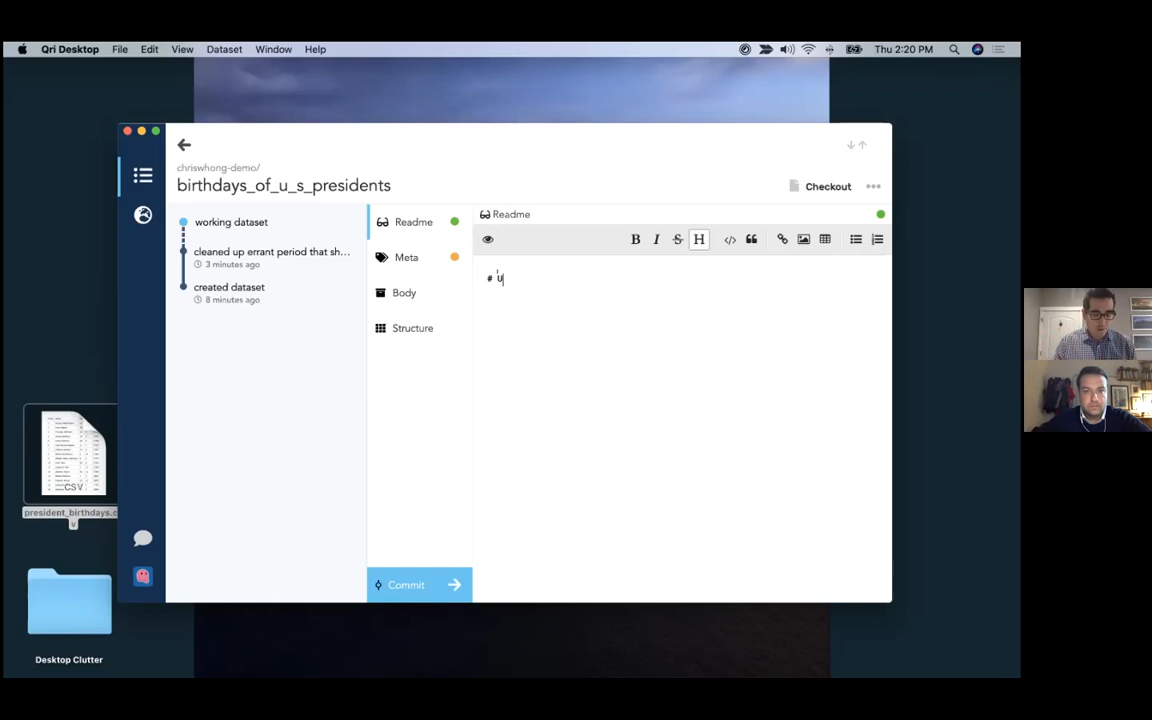 Qri Desktop File Edit View Dataset Window Help Thu 2:20 PM
chriswhong-demo/
birthdays_of_u_s_presidents
Checkout
working dataset
cleaned up errant period that sh...
3 minutes ago
created dataset
8 minutes ago
Readme
Meta
Body
Structure
Commit
Readme
B I S H
# U
CSV
president_birthdays.c
v
Desktop Clutter